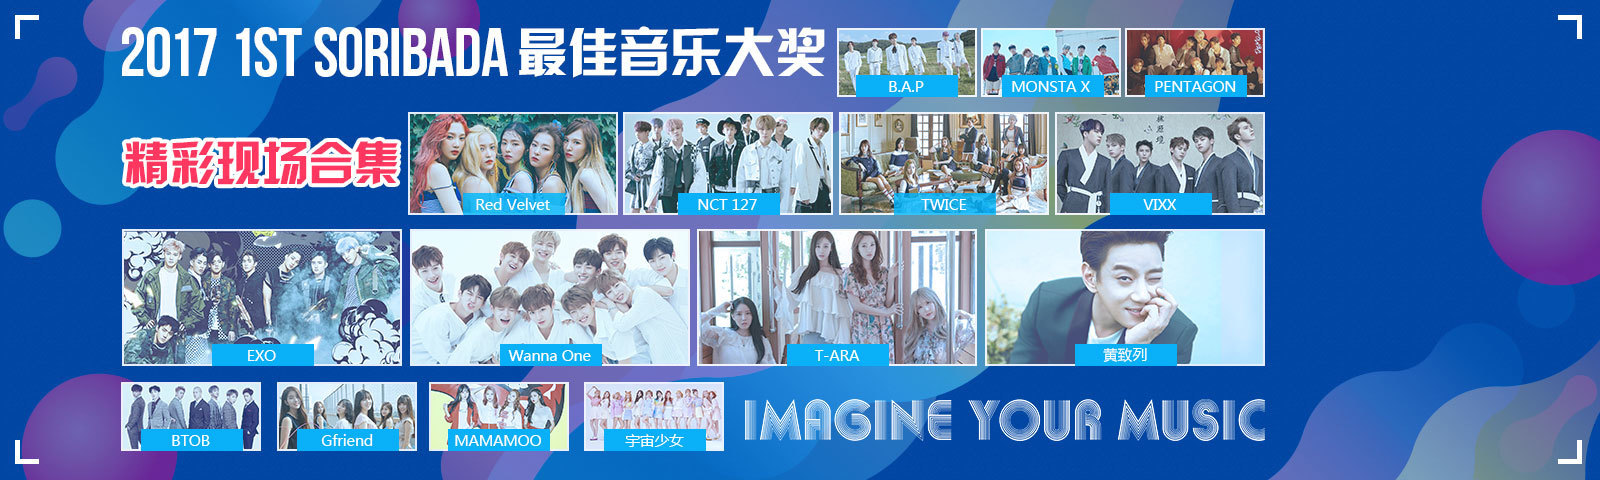 2017 1ST SORIBADA 最佳音乐大奖
B.A.P
MONSTA X
PENTAGON
精彩现场合集
Red Velvet
NCT 127
TWICE
VIXX
EXO
Wanna One
T-ARA
黄致列
BTOB
Gfriend
MAMAMOO
宇宙少女
IMAGINE YOUR MUSIC